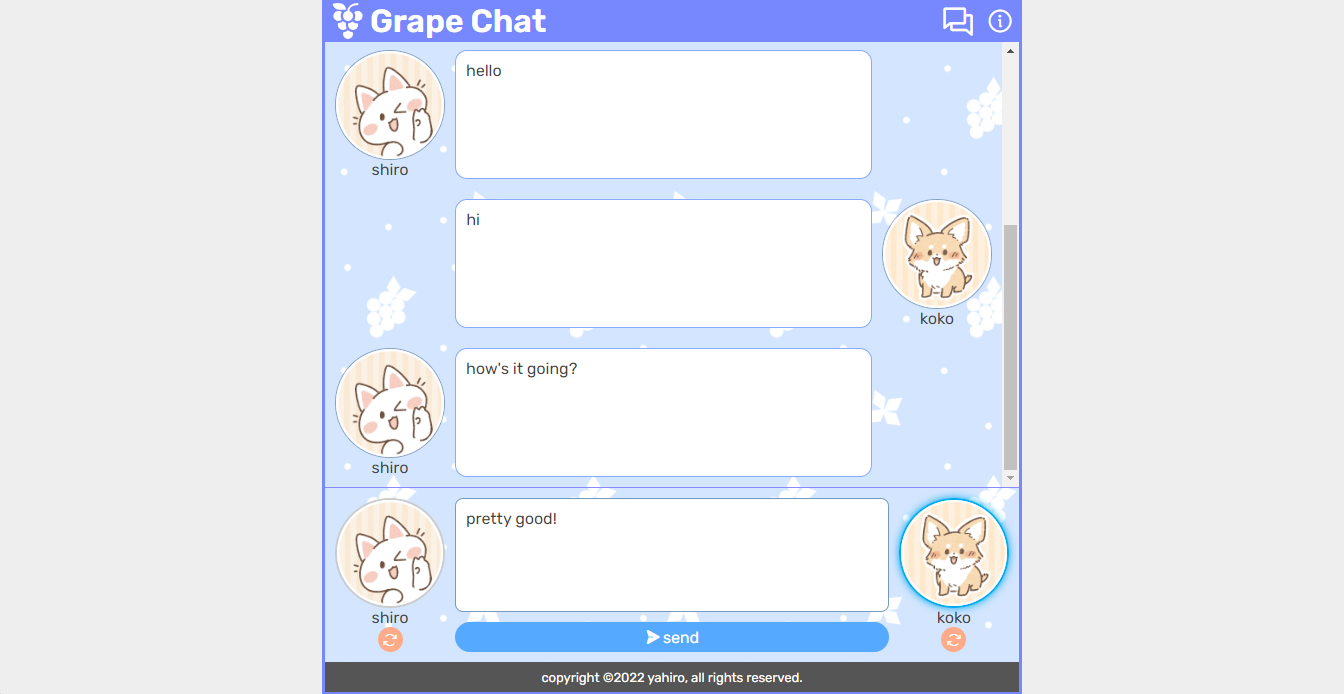 Grape Chat
hello
shiro
hi
koko
how's it going?
shiro
pretty good!
shiro
koko
send
copyright ©2022 yahiro, all rights reserved.